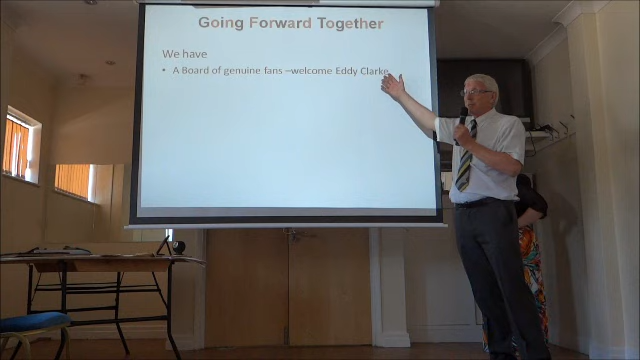 Going Forward Together
We have
• A Board of genuine fans –welcome Eddy Clarke